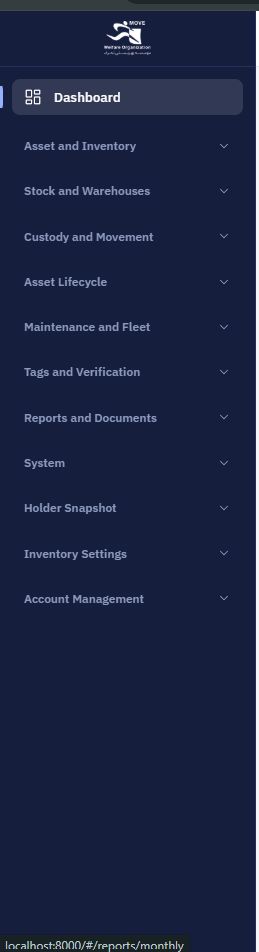 MOVE
Welfare Organization
Dashboard
Asset and Inventory
Stock and Warehouses
Custody and Movement
Asset Lifecycle
Maintenance and Fleet
Tags and Verification
Reports and Documents
System
Holder Snapshot
Inventory Settings
Account Management
localhost:8000/#/reports/monthly